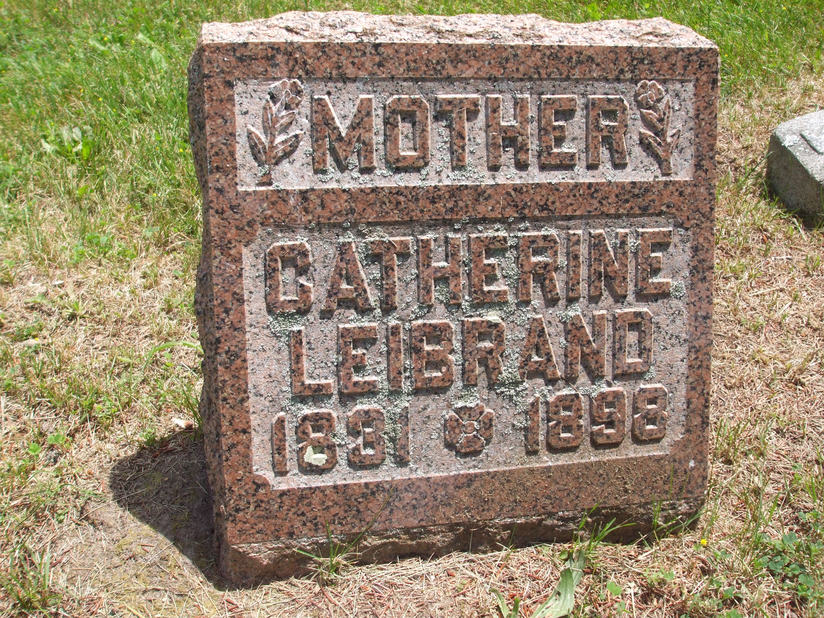 MOTHER
CATHERINE
LEIBRAND
1831 1898